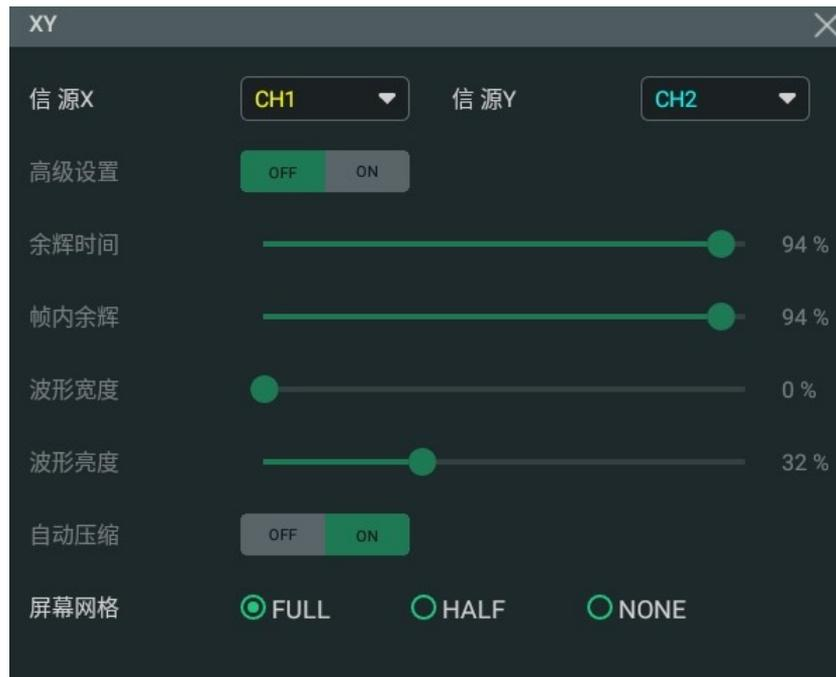 XY
信 源X CH1 信 源Y CH2
高级设置 OFF ON
余辉时间 94 %
帧内余辉 94 %
波形宽度 0 %
波形亮度 32 %
自动压缩 OFF ON
屏幕网格 FULL HALF NONE